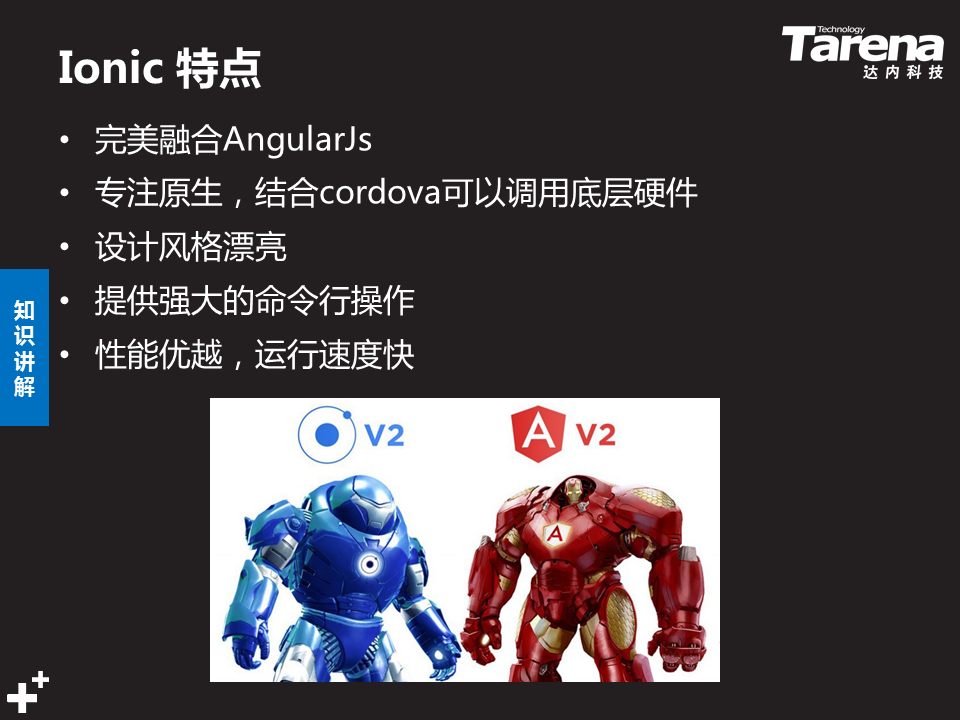 Ionic 特点
Technology
Tarena
达内科技
• 完美融合AngularJs
• 专注原生，结合cordova可以调用底层硬件
• 设计风格漂亮
• 提供强大的命令行操作
• 性能优越，运行速度快
知识讲解
V2
A V2
A